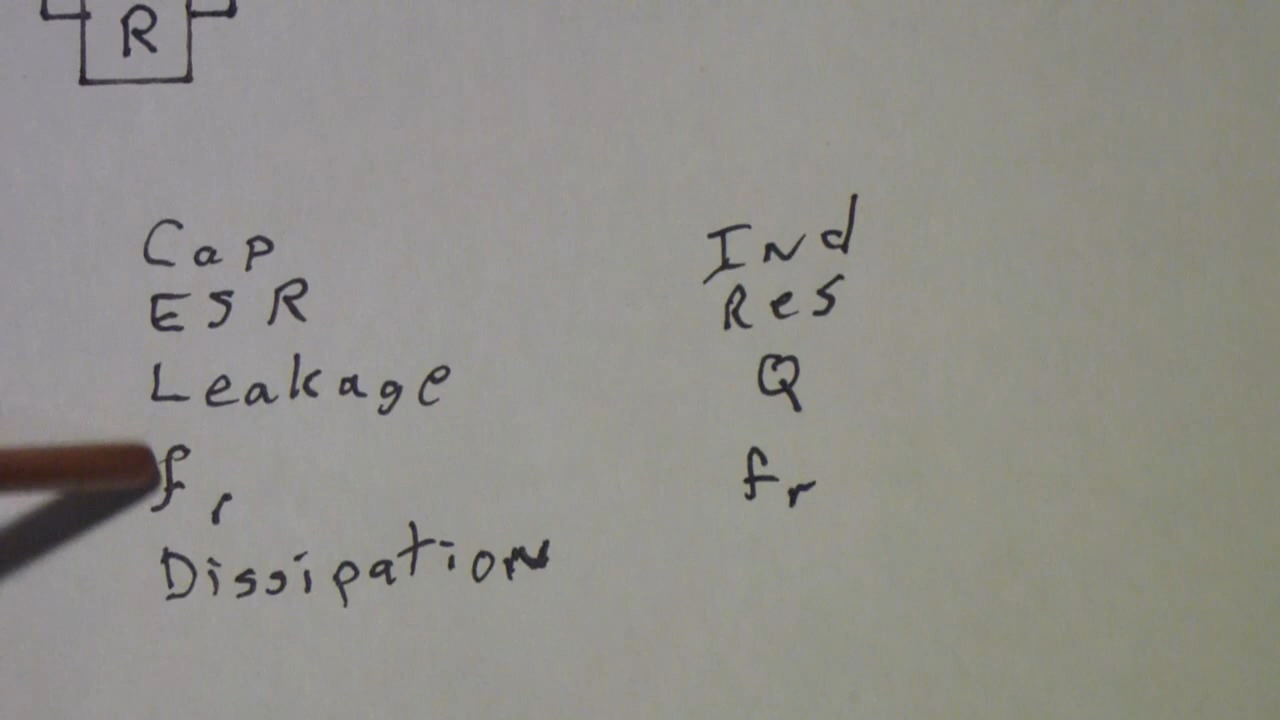 R
Cap
ESR
Leakage
fr
Dissipation
Ind
Res
Q
fr